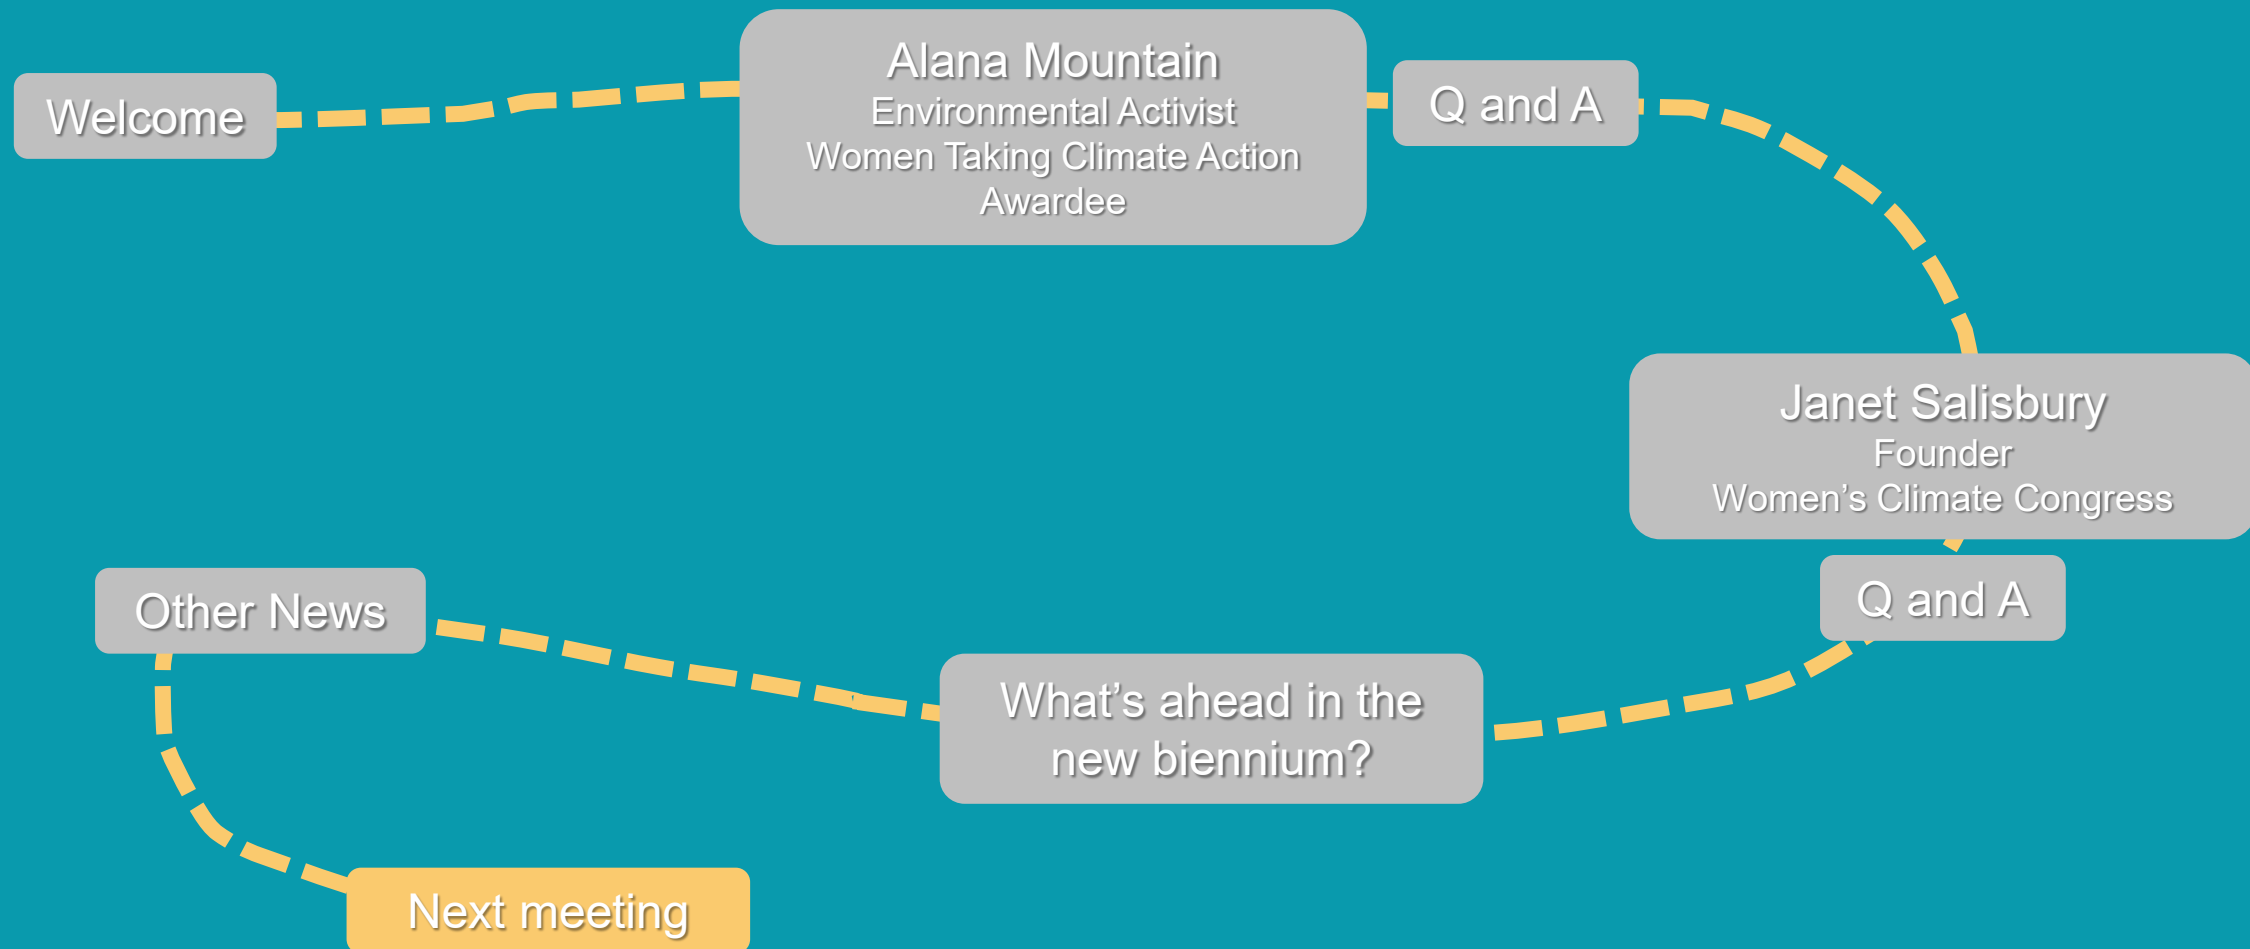 Welcome
Alana Mountain
Environmental Activist
Women Taking Climate Action
Awardee
Q and A
Janet Salisbury
Founder
Women’s Climate Congress
Q and A
What’s ahead in the
new biennium?
Other News
Next meeting